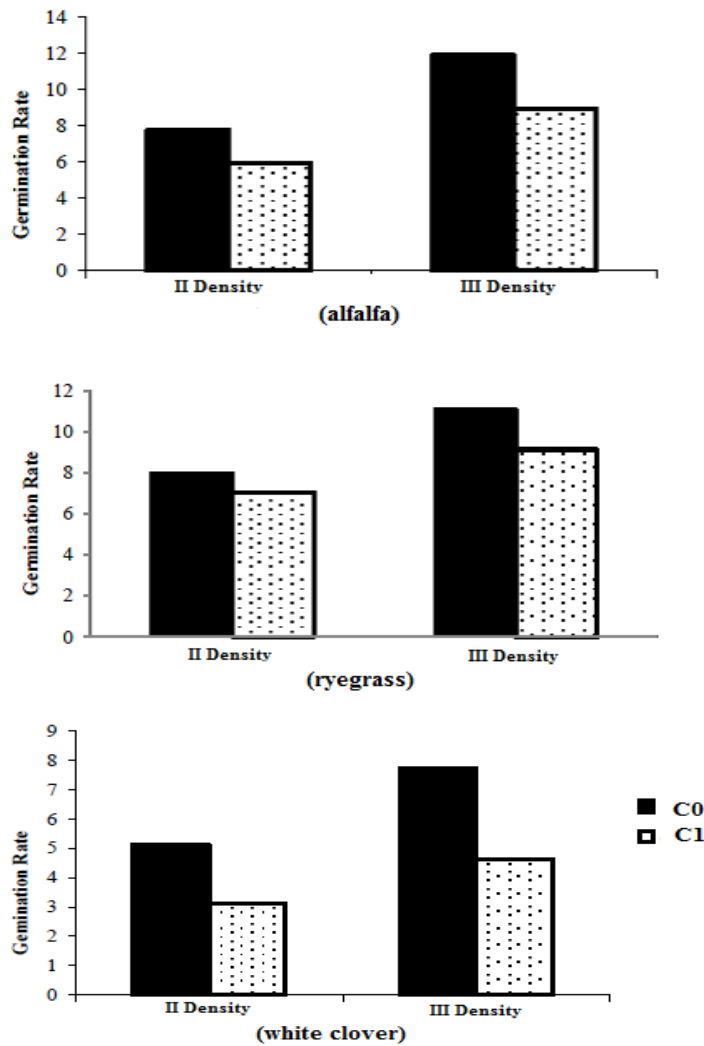 14
12
10
8
6
4
2
0
Germination Rate
II Density
III Density
(alfalfa)
12
10
8
6
4
2
0
Germination Rate
II Density
III Density
(ryegrass)
9
8
7
6
5
4
3
2
1
0
Gemination Rate
II Density
III Density
(white clover)
C0
C1